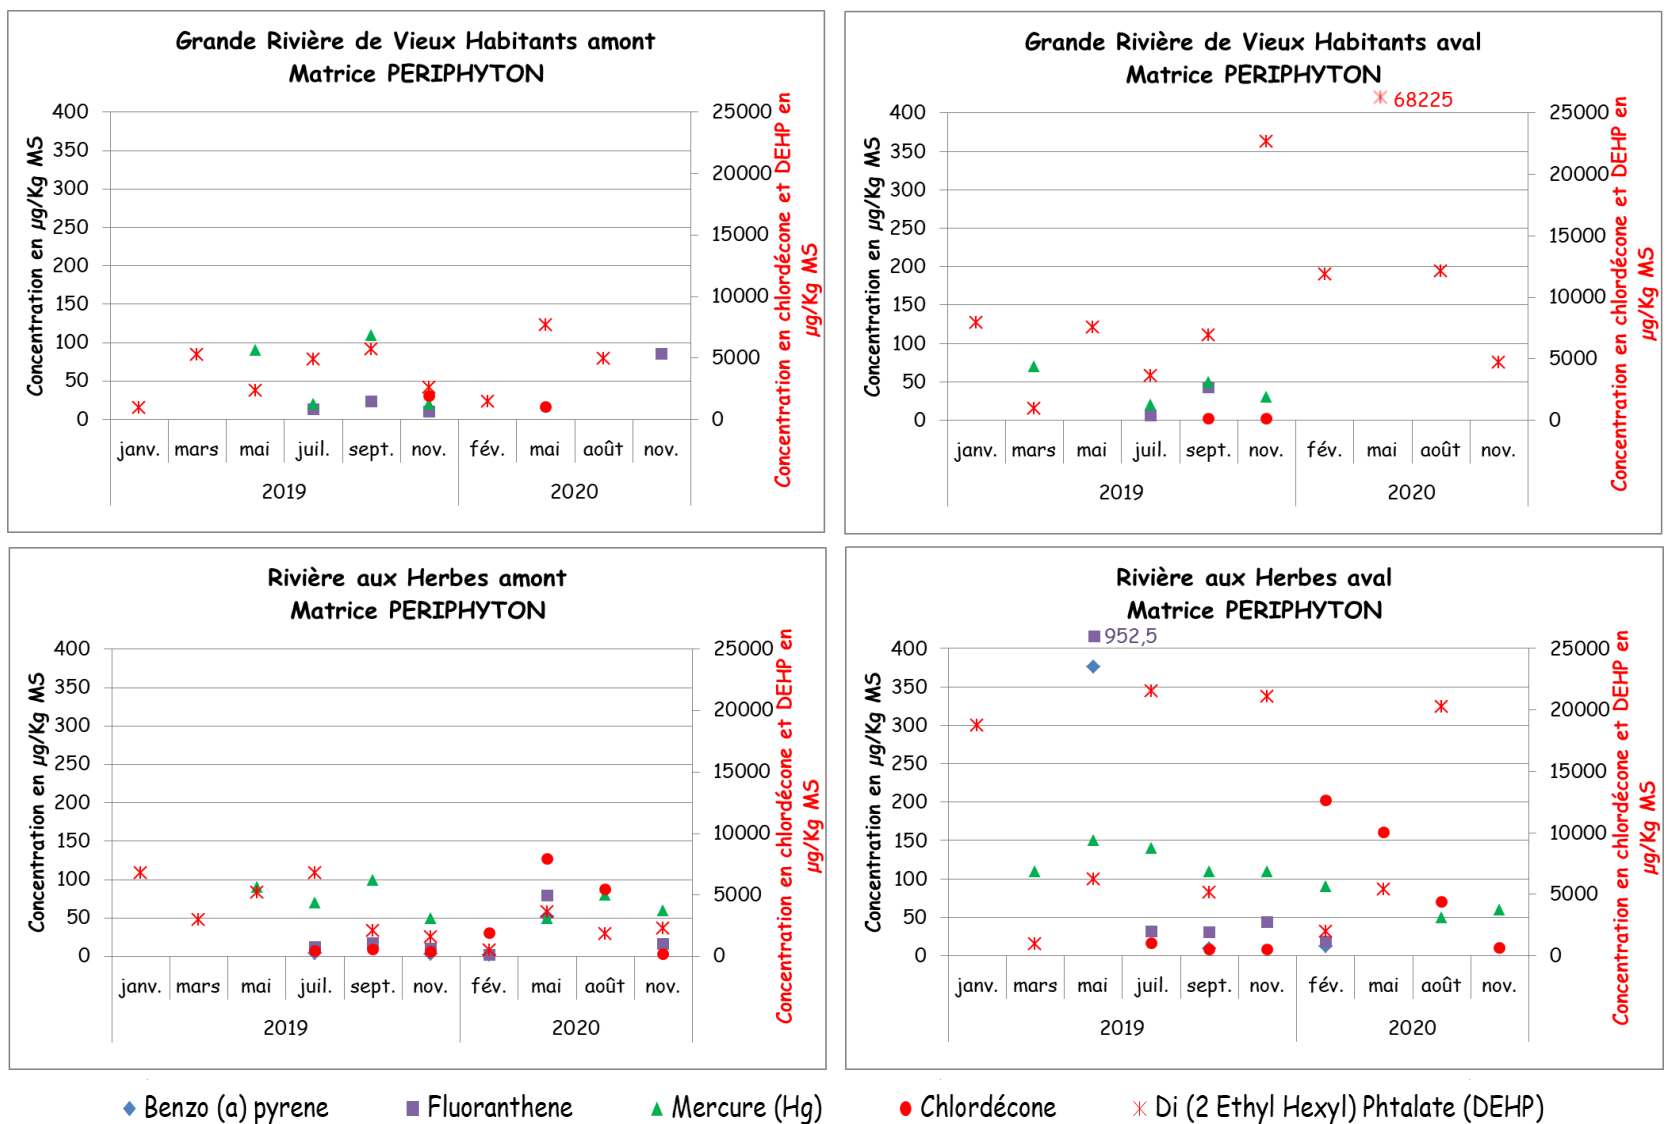 Grande Rivière de Vieux Habitants amont
Matrice PERIPHYTON
Concentration en µg/Kg MS
400
350
300
250
200
150
100
50
0
25000
20000
15000
10000
5000
0
Concentration en chlordécone et DEHP en
µg/Kg MS
janv. mars mai juil. sept. nov. fév. mai août nov.
2019 2020
Grande Rivière de Vieux Habitants aval
Matrice PERIPHYTON
68225
Concentration en µg/Kg MS
400
350
300
250
200
150
100
50
0
25000
20000
15000
10000
5000
0
Concentration en chlordécone et DEHP en
µg/Kg MS
janv. mars mai juil. sept. nov. fév. mai août nov.
2019 2020
Rivière aux Herbes amont
Matrice PERIPHYTON
Concentration en µg/Kg MS
400
350
300
250
200
150
100
50
0
25000
20000
15000
10000
5000
0
Concentration en chlordécone et DEHP en
µg/Kg MS
janv. mars mai juil. sept. nov. fév. mai août nov.
2019 2020
Rivière aux Herbes aval
Matrice PERIPHYTON
952,5
Concentration en µg/Kg MS
400
350
300
250
200
150
100
50
0
25000
20000
15000
10000
5000
0
Concentration en chlordécone et DEHP en
µg/Kg MS
janv. mars mai juil. sept. nov. fév. mai août nov.
2019 2020
Benzo (a) pyrene Fluoranthene Mercure (Hg) Chlordécone Di (2 Ethyl Hexyl) Phtalate (DEHP)